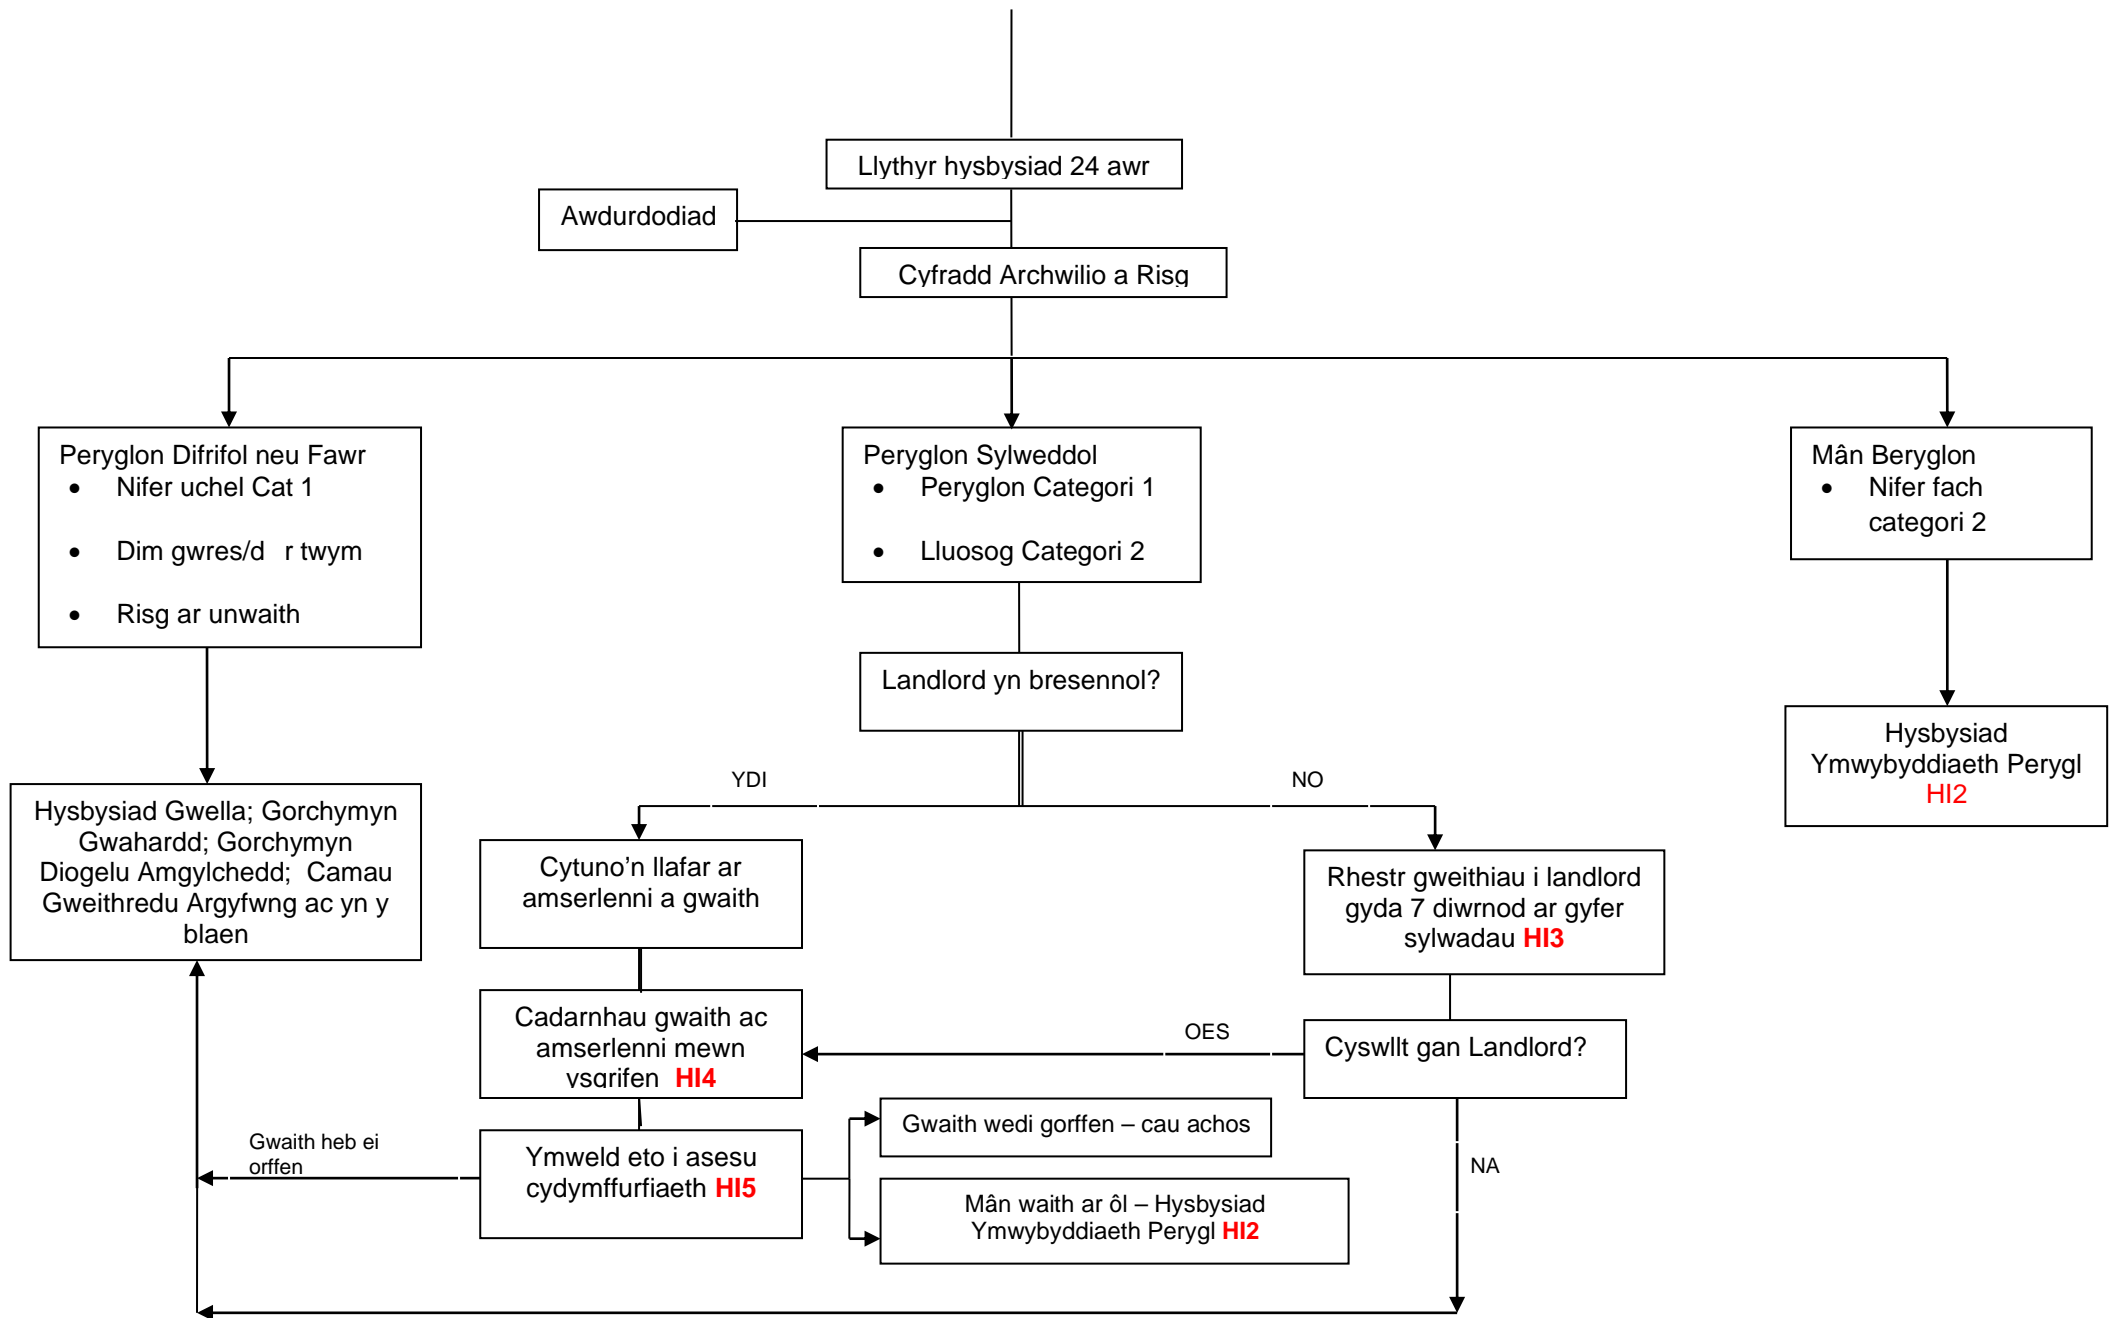 Llythyr hysbysiad 24 awr
Awdurdodiad
Cyfradd Archwilio a Risg
Peryglon Difrifol neu Fawr
• Nifer uchel Cat 1
• Dim gwres/d r twym
• Risg ar unwaith
Peryglon Sylweddol
• Peryglon Categori 1
• Lluosog Categori 2
Mân Beryglon
• Nifer fach
categori 2
Landlord yn bresennol?
Hysbysiad
Ymwybyddiaeth Perygl
HI2
YDI
NO
Hysbysiad Gwella; Gorchymyn
Gwahardd; Gorchymyn
Diogelu Amgylchedd; Camau
Gweithredu Argyfwng ac yn y
blaen
Cytuno’n llafar ar
amserlenni a gwaith
Rhestr gweithiau i landlord
gyda 7 diwrnod ar gyfer
sylwadau HI3
Cadarnhau gwaith ac
amserlenni mewn
ysgrifen HI4
OES
Cyswllt gan Landlord?
Gwaith heb ei
orffen
Ymweld eto i asesu
cydymffurfiaeth HI5
Gwaith wedi gorffen – cau achos
NA
Mân waith ar ôl – Hysbysiad
Ymwybyddiaeth Perygl HI2